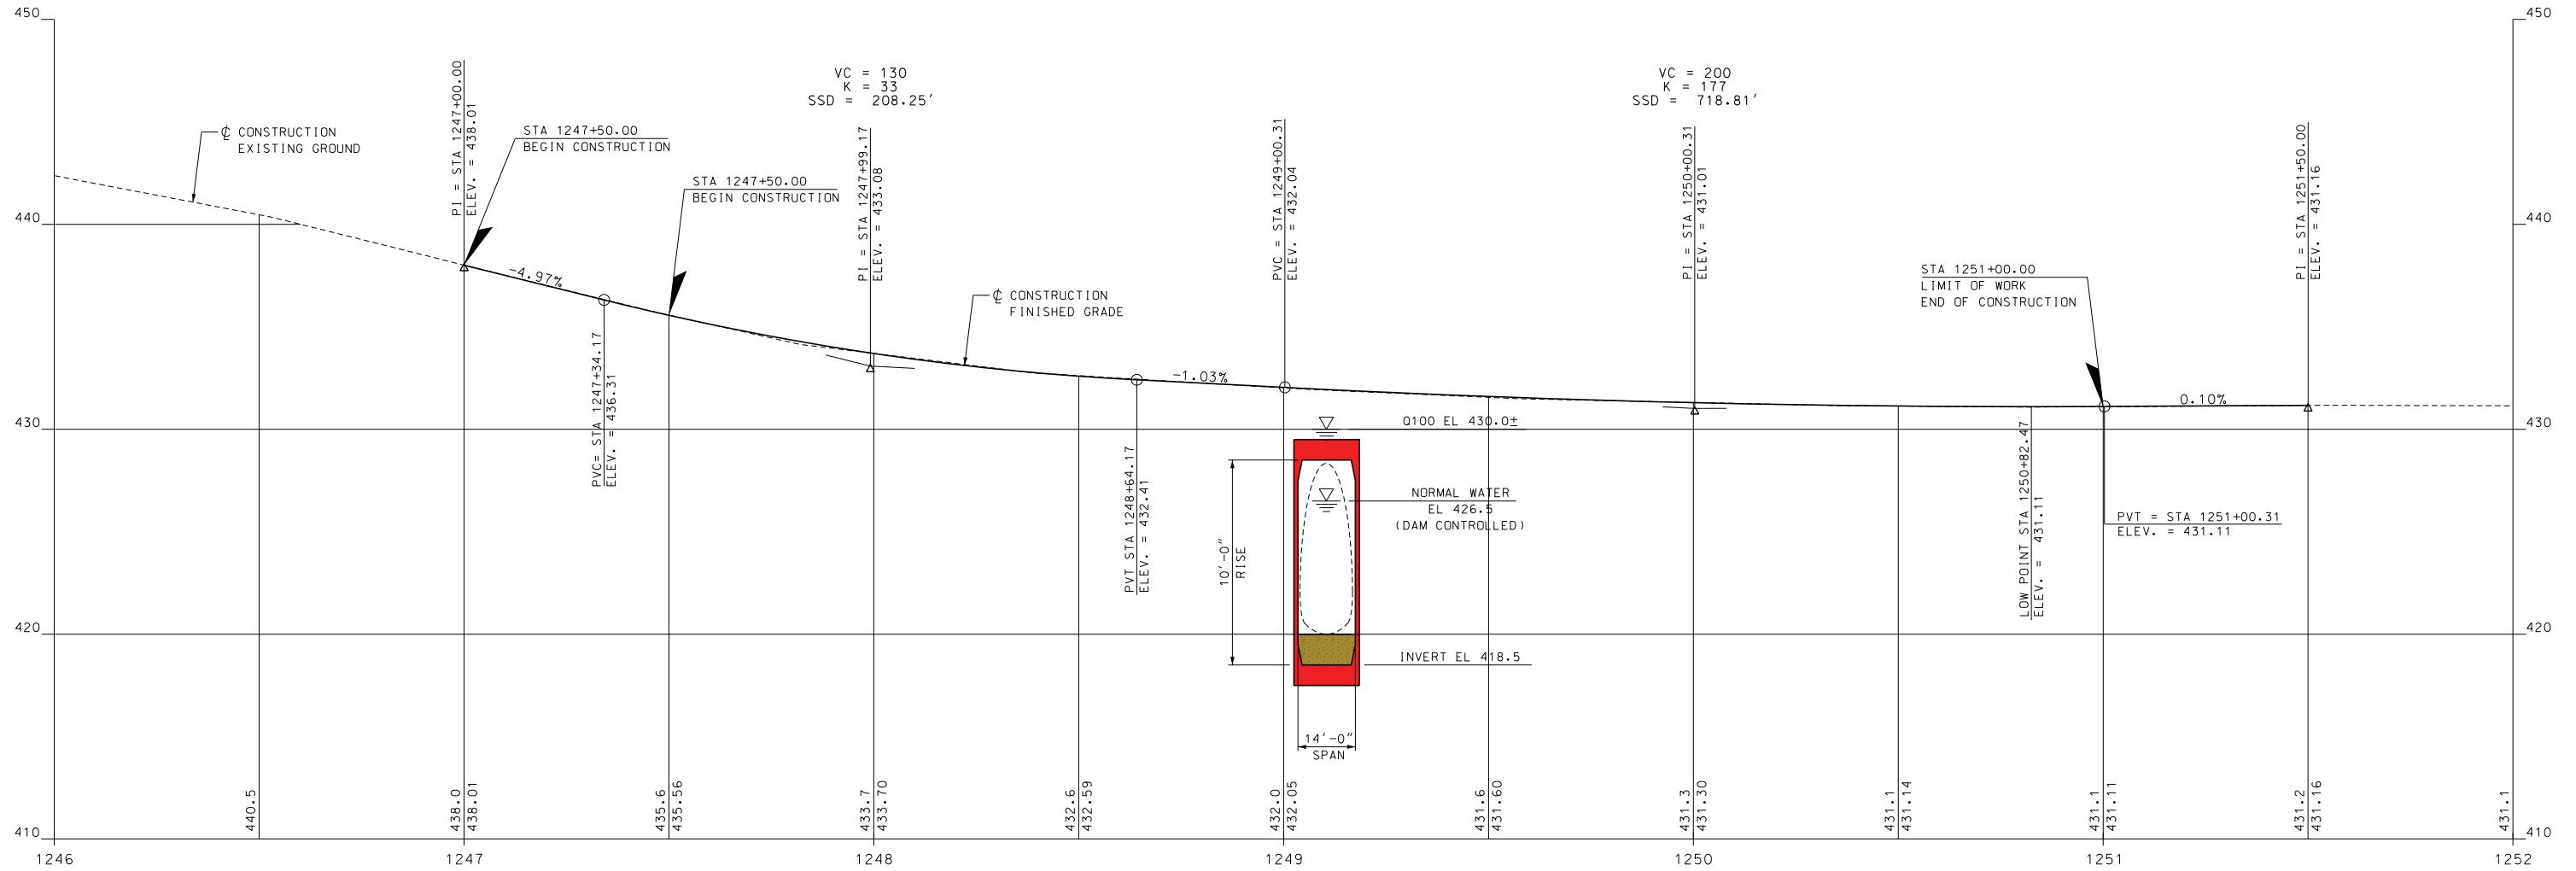 450
450
VC = 130
K = 33
SSD = 208.25'
VC = 200
K = 177
SSD = 718.81'
℄ CONSTRUCTION
EXISTING GROUND
PI = STA 1247+00.00
ELEV. = 438.01
STA 1247+50.00
BEGIN CONSTRUCTION
STA 1247+50.00
BEGIN CONSTRUCTION
PI = STA 1247+99.17
ELEV. = 433.08
PVC = STA 1249+00.31
ELEV. = 432.04
PI = STA 1250+00.31
ELEV. = 431.01
PI = STA 1251+50.00
ELEV. = 431.16
440
440
-4.97%
℄ CONSTRUCTION
FINISHED GRADE
STA 1251+00.00
LIMIT OF WORK
END OF CONSTRUCTION
PVC= STA 1247+34.17
ELEV. = 436.31
-1.03%
0.10%
430
430
Q100 EL 430.0±
PVT STA 1248+64.17
ELEV. = 432.41
NORMAL WATER
EL 426.5
(DAM CONTROLLED)
10'-0"
RISE
LOW POINT STA 1250+82.47
ELEV. = 431.11
PVT = STA 1251+00.31
ELEV. = 431.11
420
420
INVERT EL 418.5
14'-0"
SPAN
440.5
438.0
438.01
435.6
435.56
433.7
433.70
432.6
432.59
432.0
432.05
431.6
431.60
431.3
431.30
431.1
431.14
431.1
431.11
431.2
431.16
431.1
410
410
1246
1247
1248
1249
1250
1251
1252